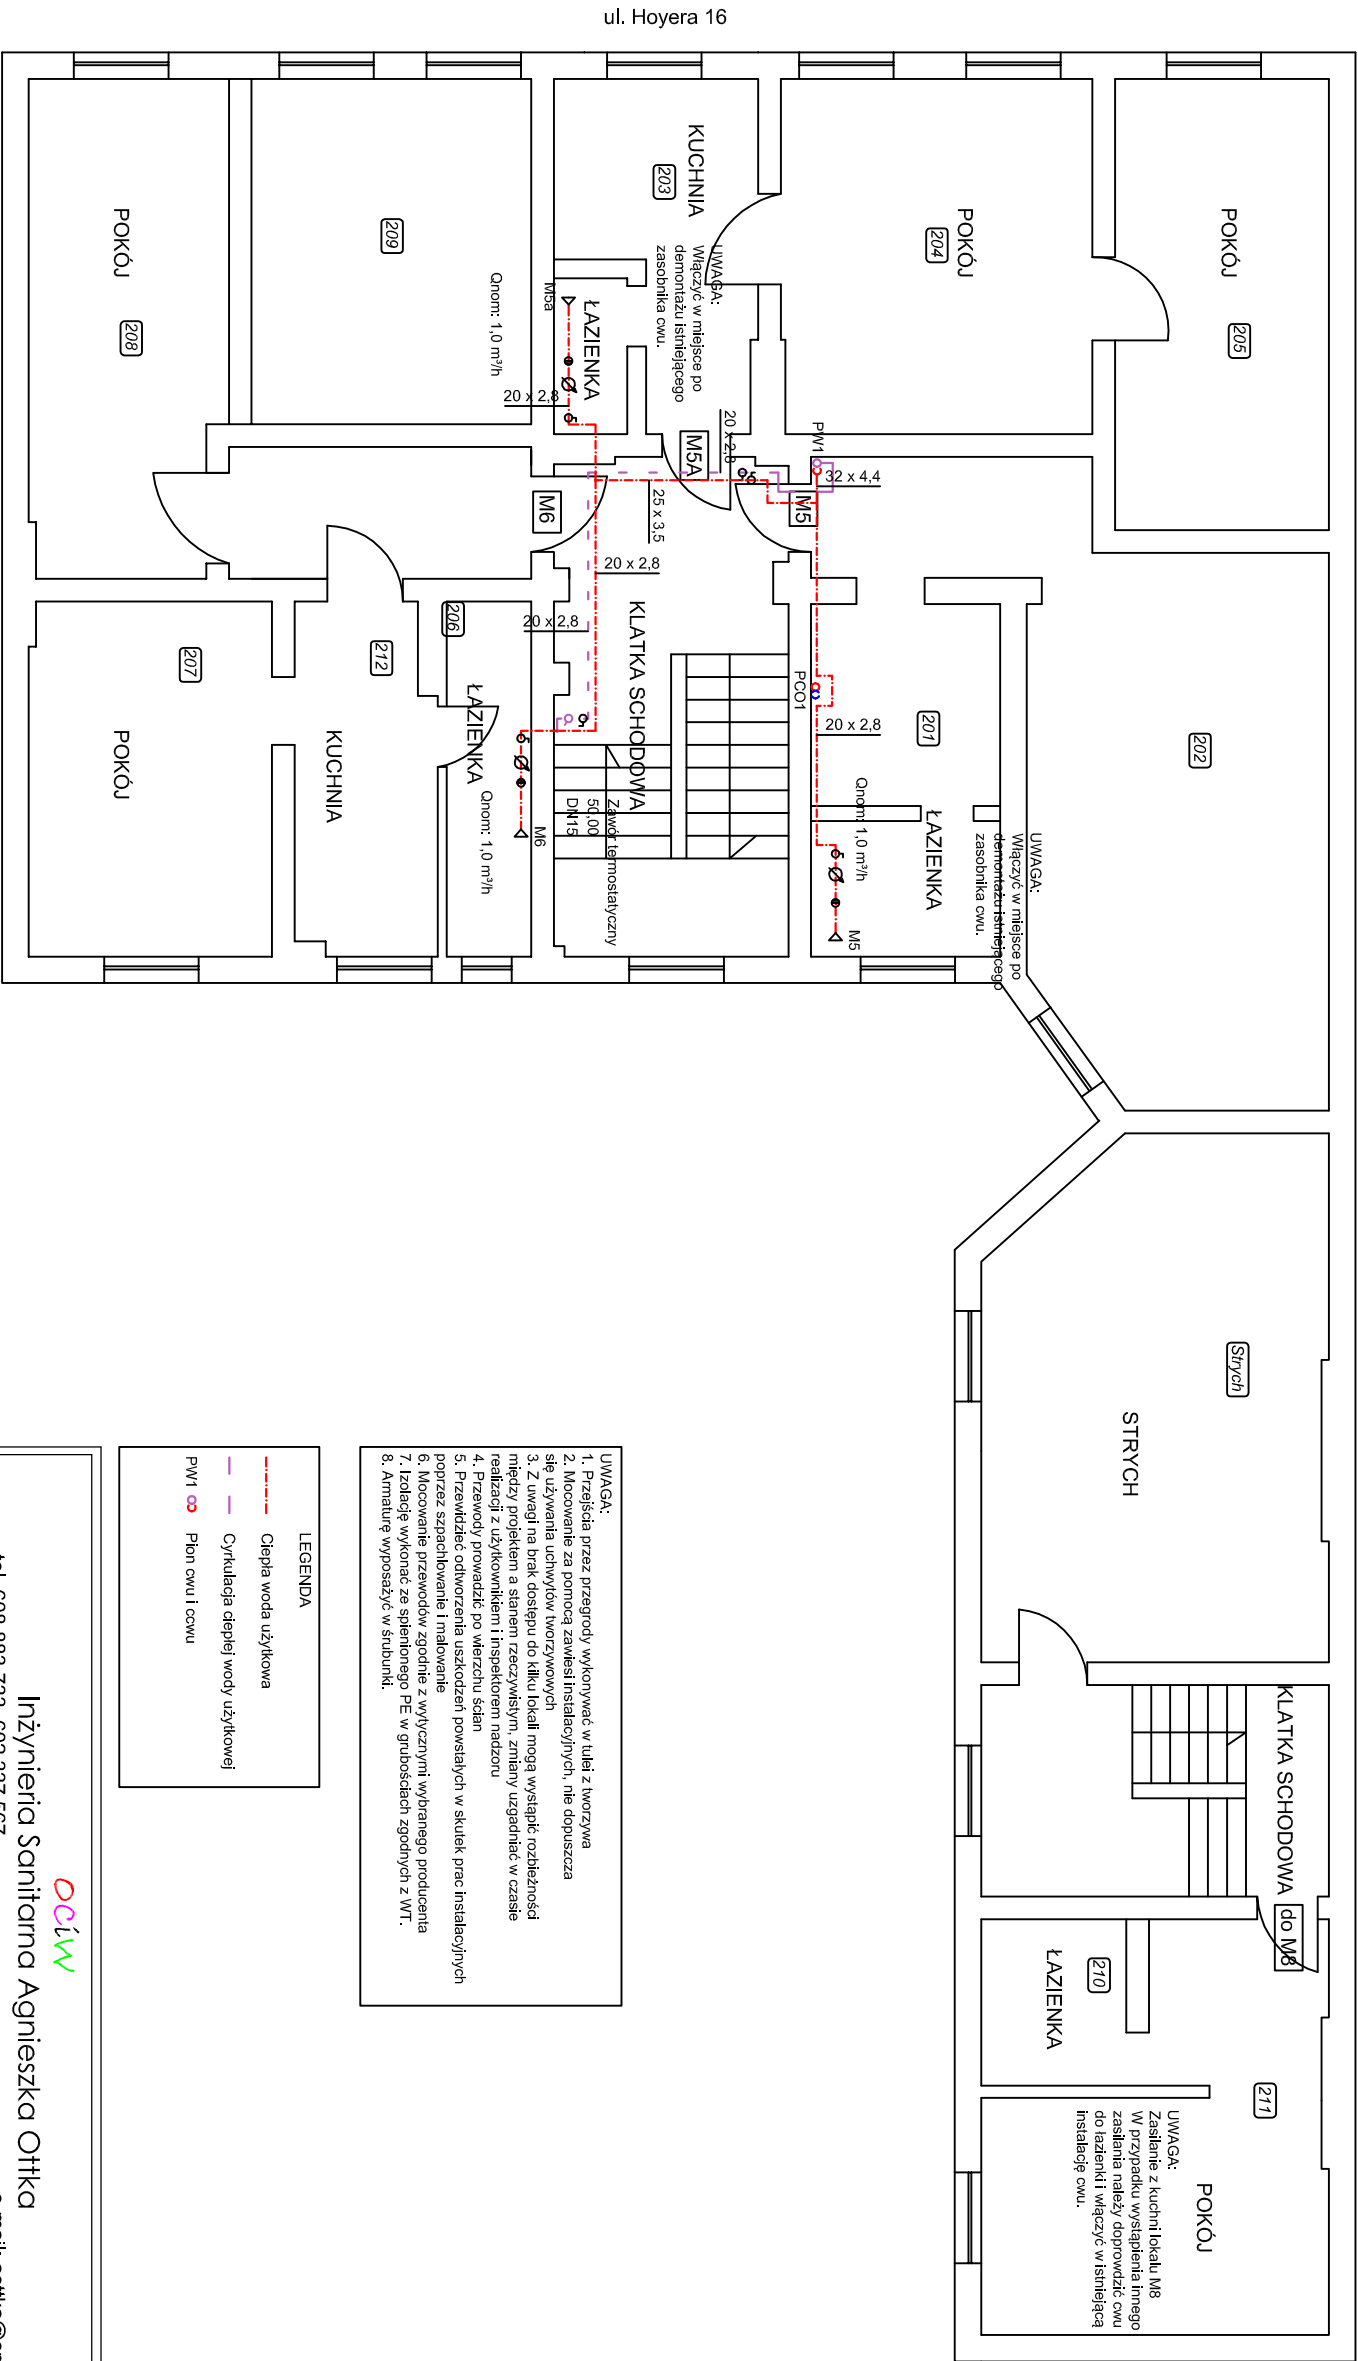 ul. Hoyera 16
POKÓJ
205
POKÓJ
204
KUCHNIA
203
UWAGA:
Włączyć w miejsce po
demontażu istniejącego
zasobnika cwu.
209
POKÓJ
208
ŁAZIENKA
M5a
Qnom: 1,0 m³/h
20 x 2,8
20 x 2,8
M5A
PW1
32 x 4,4
M5
M6
25 x 3,5
20 x 2,8
20 x 2,8
KLATKA SCHODOWA
PCO1
20 x 2,8
201
202
206
212
207
POKÓJ
KUCHNIA
ŁAZIENKA
Qnom: 1,0 m³/h
M6
Zawór termostatyczny
50,00
DN15
Qnom: 1,0 m³/h
M5
ŁAZIENKA
UWAGA:
Włączyć w miejsce po
demontażu istniejącego
zasobnika cwu.
Strych
STRYCH
KLATKA SCHODOWA
do M8
210
ŁAZIENKA
211
POKÓJ
UWAGA:
Zasilanie z kuchni lokalu M8
W przypadku wystąpienia innego
zasilania należy doprowdzić cwu
do łazienki i włączyć w istniejącą
instalację cwu.
UWAGA:
1. Przejścia przez przegrody wykonywać w tulei z tworzywa
2. Mocowanie za pomocą zawiesi instalacyjnych, nie dopuszcza
się używania uchwytów tworzywowych
3. Z uwagi na brak dostępu do kilku lokali mogą wystąpić rozbieżności
między projektem a stanem rzeczywistym, zmiany uzgadniać w czasie
realizacji z użytkownikiem i inspektorem nadzoru
4. Przewody prowadzić po wierzchu ścian
5. Przewidzieć odtworzenia uszkodzeń powstałych w skutek prac instalacyjnych
poprzez szpachlowanie i malowanie
6. Mocowanie przewodów zgodnie z wytycznymi wybranego producenta
7. Izolację wykonać ze spienionego PE w grubościach zgodnych z WT.
8. Armaturę wyposażyć w śrubunki.
LEGENDA
Ciepła woda użytkowa
Cyrkulacja ciepłej wody użytkowej
PW1 Pion cwu i ccwu
ociw
Inżynieria Sanitarna Agnieszka Ottka